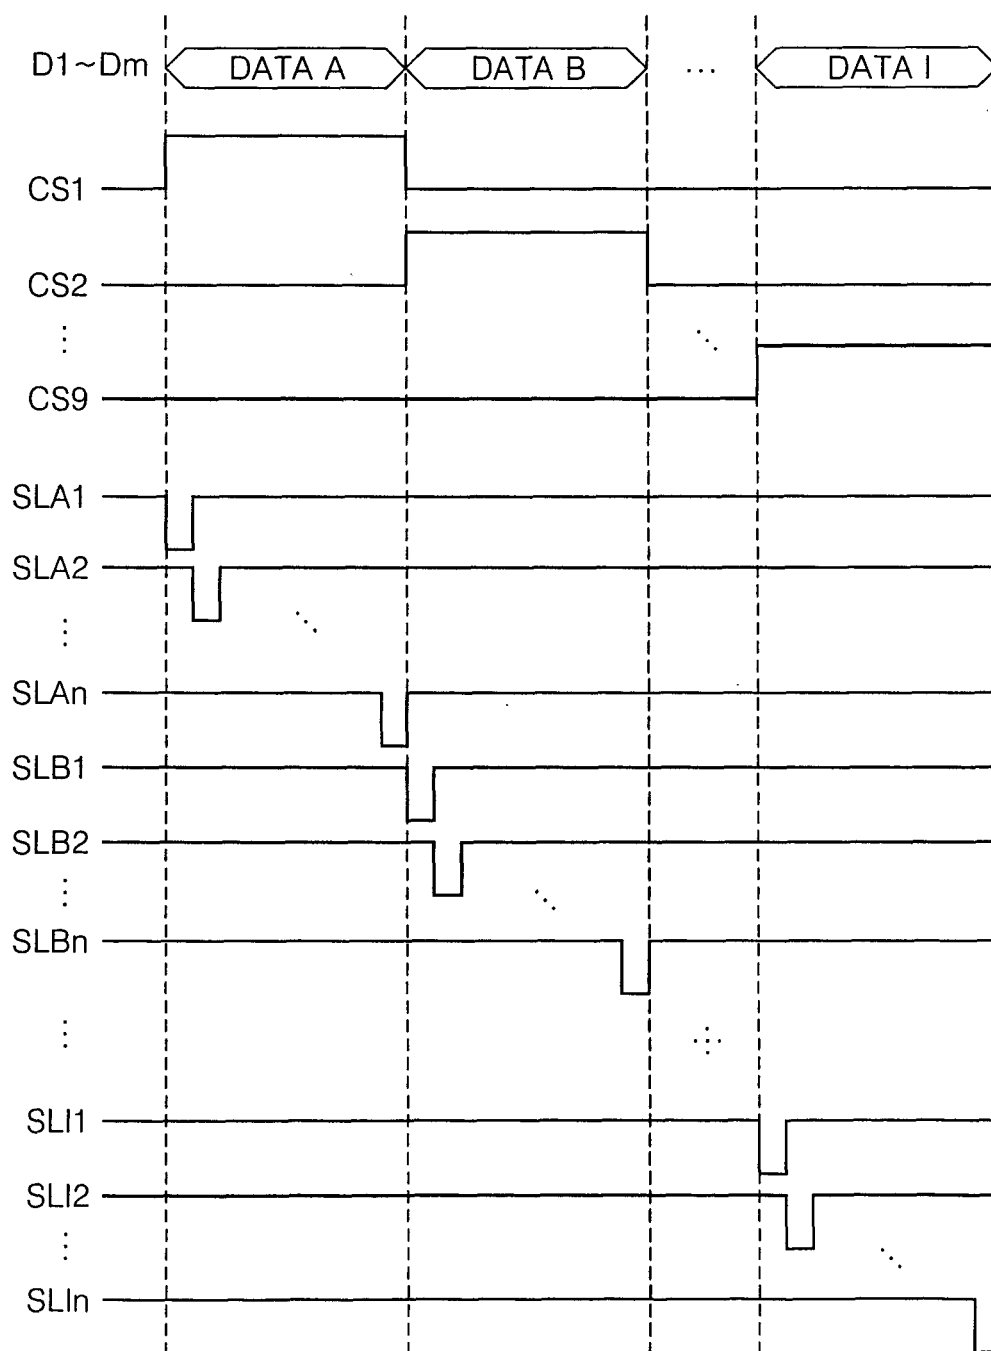 D1~Dm DATA A DATA B ... DATA I
CS1
CS2
⋮ ⋱
CS9
SLA1
SLA2
⋮ ⋱
SLAn
SLB1
SLB2
⋮ ⋱
SLBn
⋮
SLI1
SLI2
⋮ ⋱
SLIn